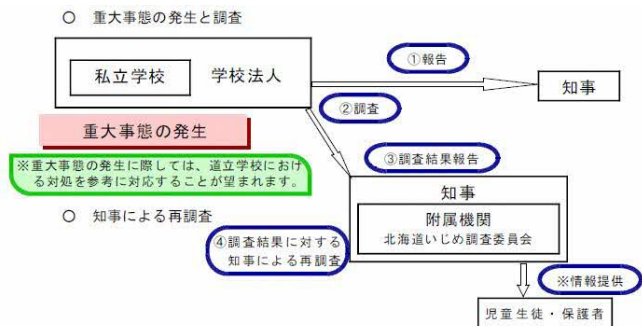 ○ 重大事態の発生と調査
私立学校 学校法人
①報告
知事
②調査
重大事態の発生
※重大事態の発生に際しては、道立学校におけ
る対処を参考に対応することが望まれます。
③調査結果報告
○ 知事による再調査
知事
附属機関
北海道いじめ調査委員会
④調査結果に対する
知事による再調査
※情報提供
児童生徒・保護者